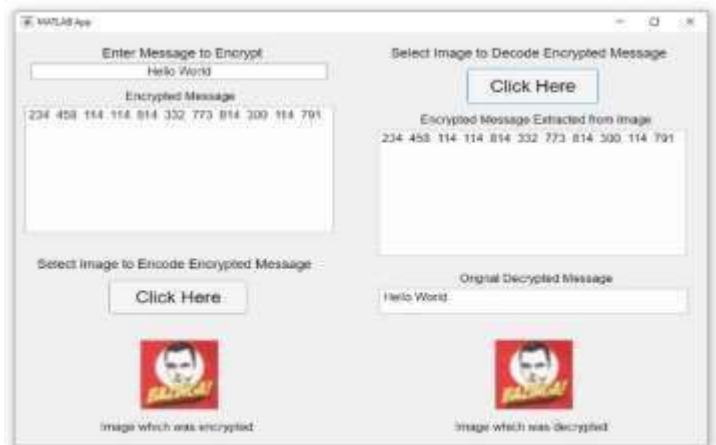 MATLAB App
Enter Message to Encrypt
Hello World
Encrypted Message
234 458 114 114 814 332 773 814 300 114 791
Select Image to Encode Encrypted Message
Click Here
BAZINGA!
Image which was encrypted
Select Image to Decode Encrypted Message
Click Here
Encrypted Message Extracted from Image
234 458 114 114 814 332 773 814 300 114 791
Orignal Decrypted Message
Hello World
BAZINGA!
Image which was decrypted